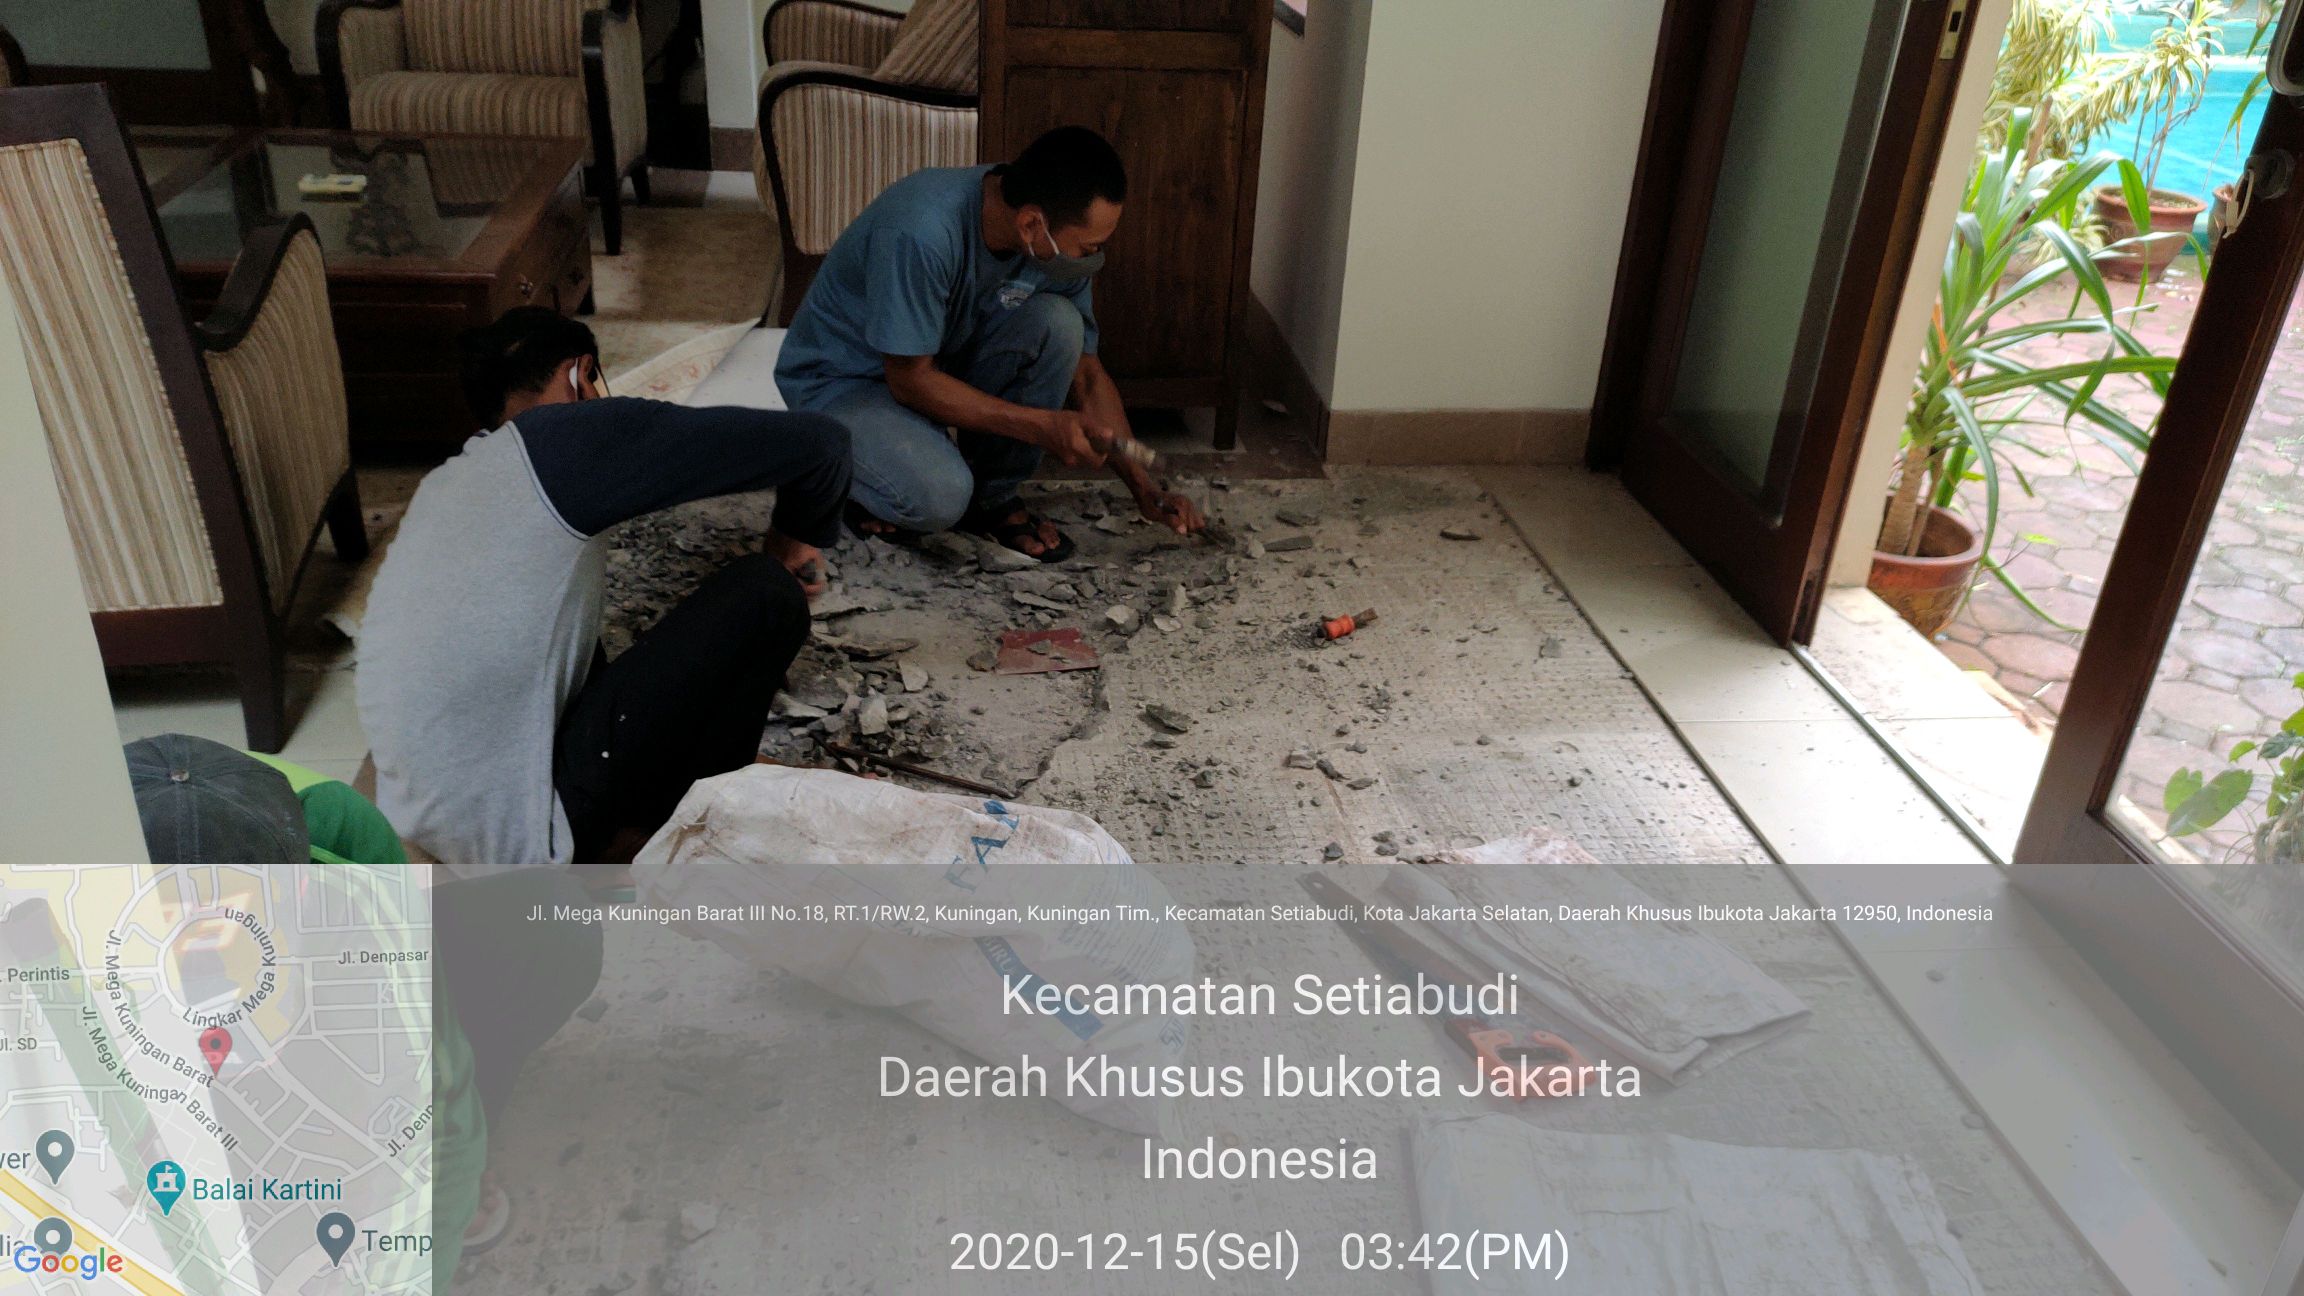 Jl. Mega Kuningan Barat III No.18, RT.1/RW.2, Kuningan, Kuningan Tim., Kecamatan Setiabudi, Kota Jakarta Selatan, Daerah Khusus Ibukota Jakarta 12950, Indonesia
Kecamatan Setiabudi
Daerah Khusus Ibukota Jakarta
Indonesia
2020-12-15(Sel) 03:42(PM)
Lingkar Mega Kuningan
Jl. Denpasar
Perintis
Jl. Mega Kuningan Barat
Jl. SD
Jl. Mega Kuningan Barat III
Jl. Denp
wer
Balai Kartini
Temp
lia
Google